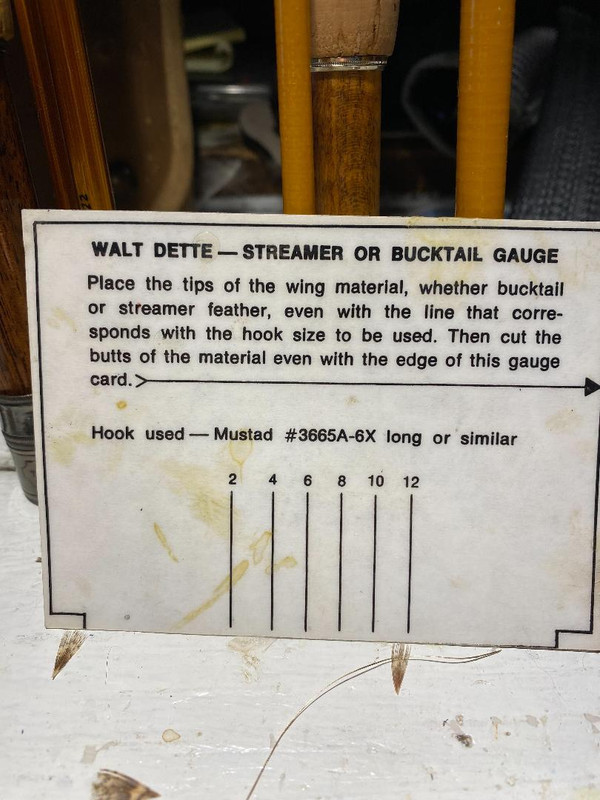 22
WALT DETTE — STREAMER OR BUCKTAIL GAUGE
Place the tips of the wing material, whether bucktail
or streamer feather, even with the line that corre-
sponds with the hook size to be used. Then cut the
butts of the material even with the edge of this gauge
card.
Hook used — Mustad #3665A-6X long or similar
2 4 6 8 10 12